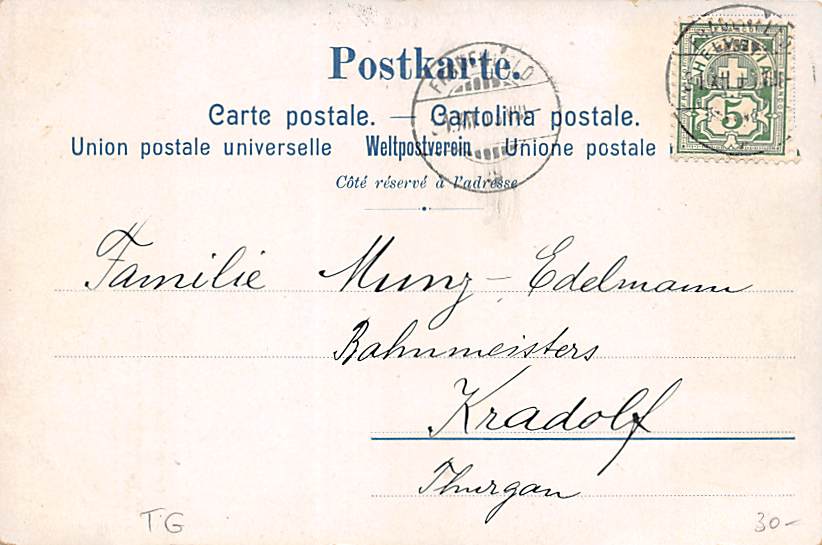 Postkarte.
Carte postale. — Cartolina postale.
Union postale universelle Weltpostverein Unione postale
Côté réservé à l'adresse
HELVETIA
5
Familie Munz-Edelmann
Bahnmeisters
Kradolf
Thurgau
TG
30-